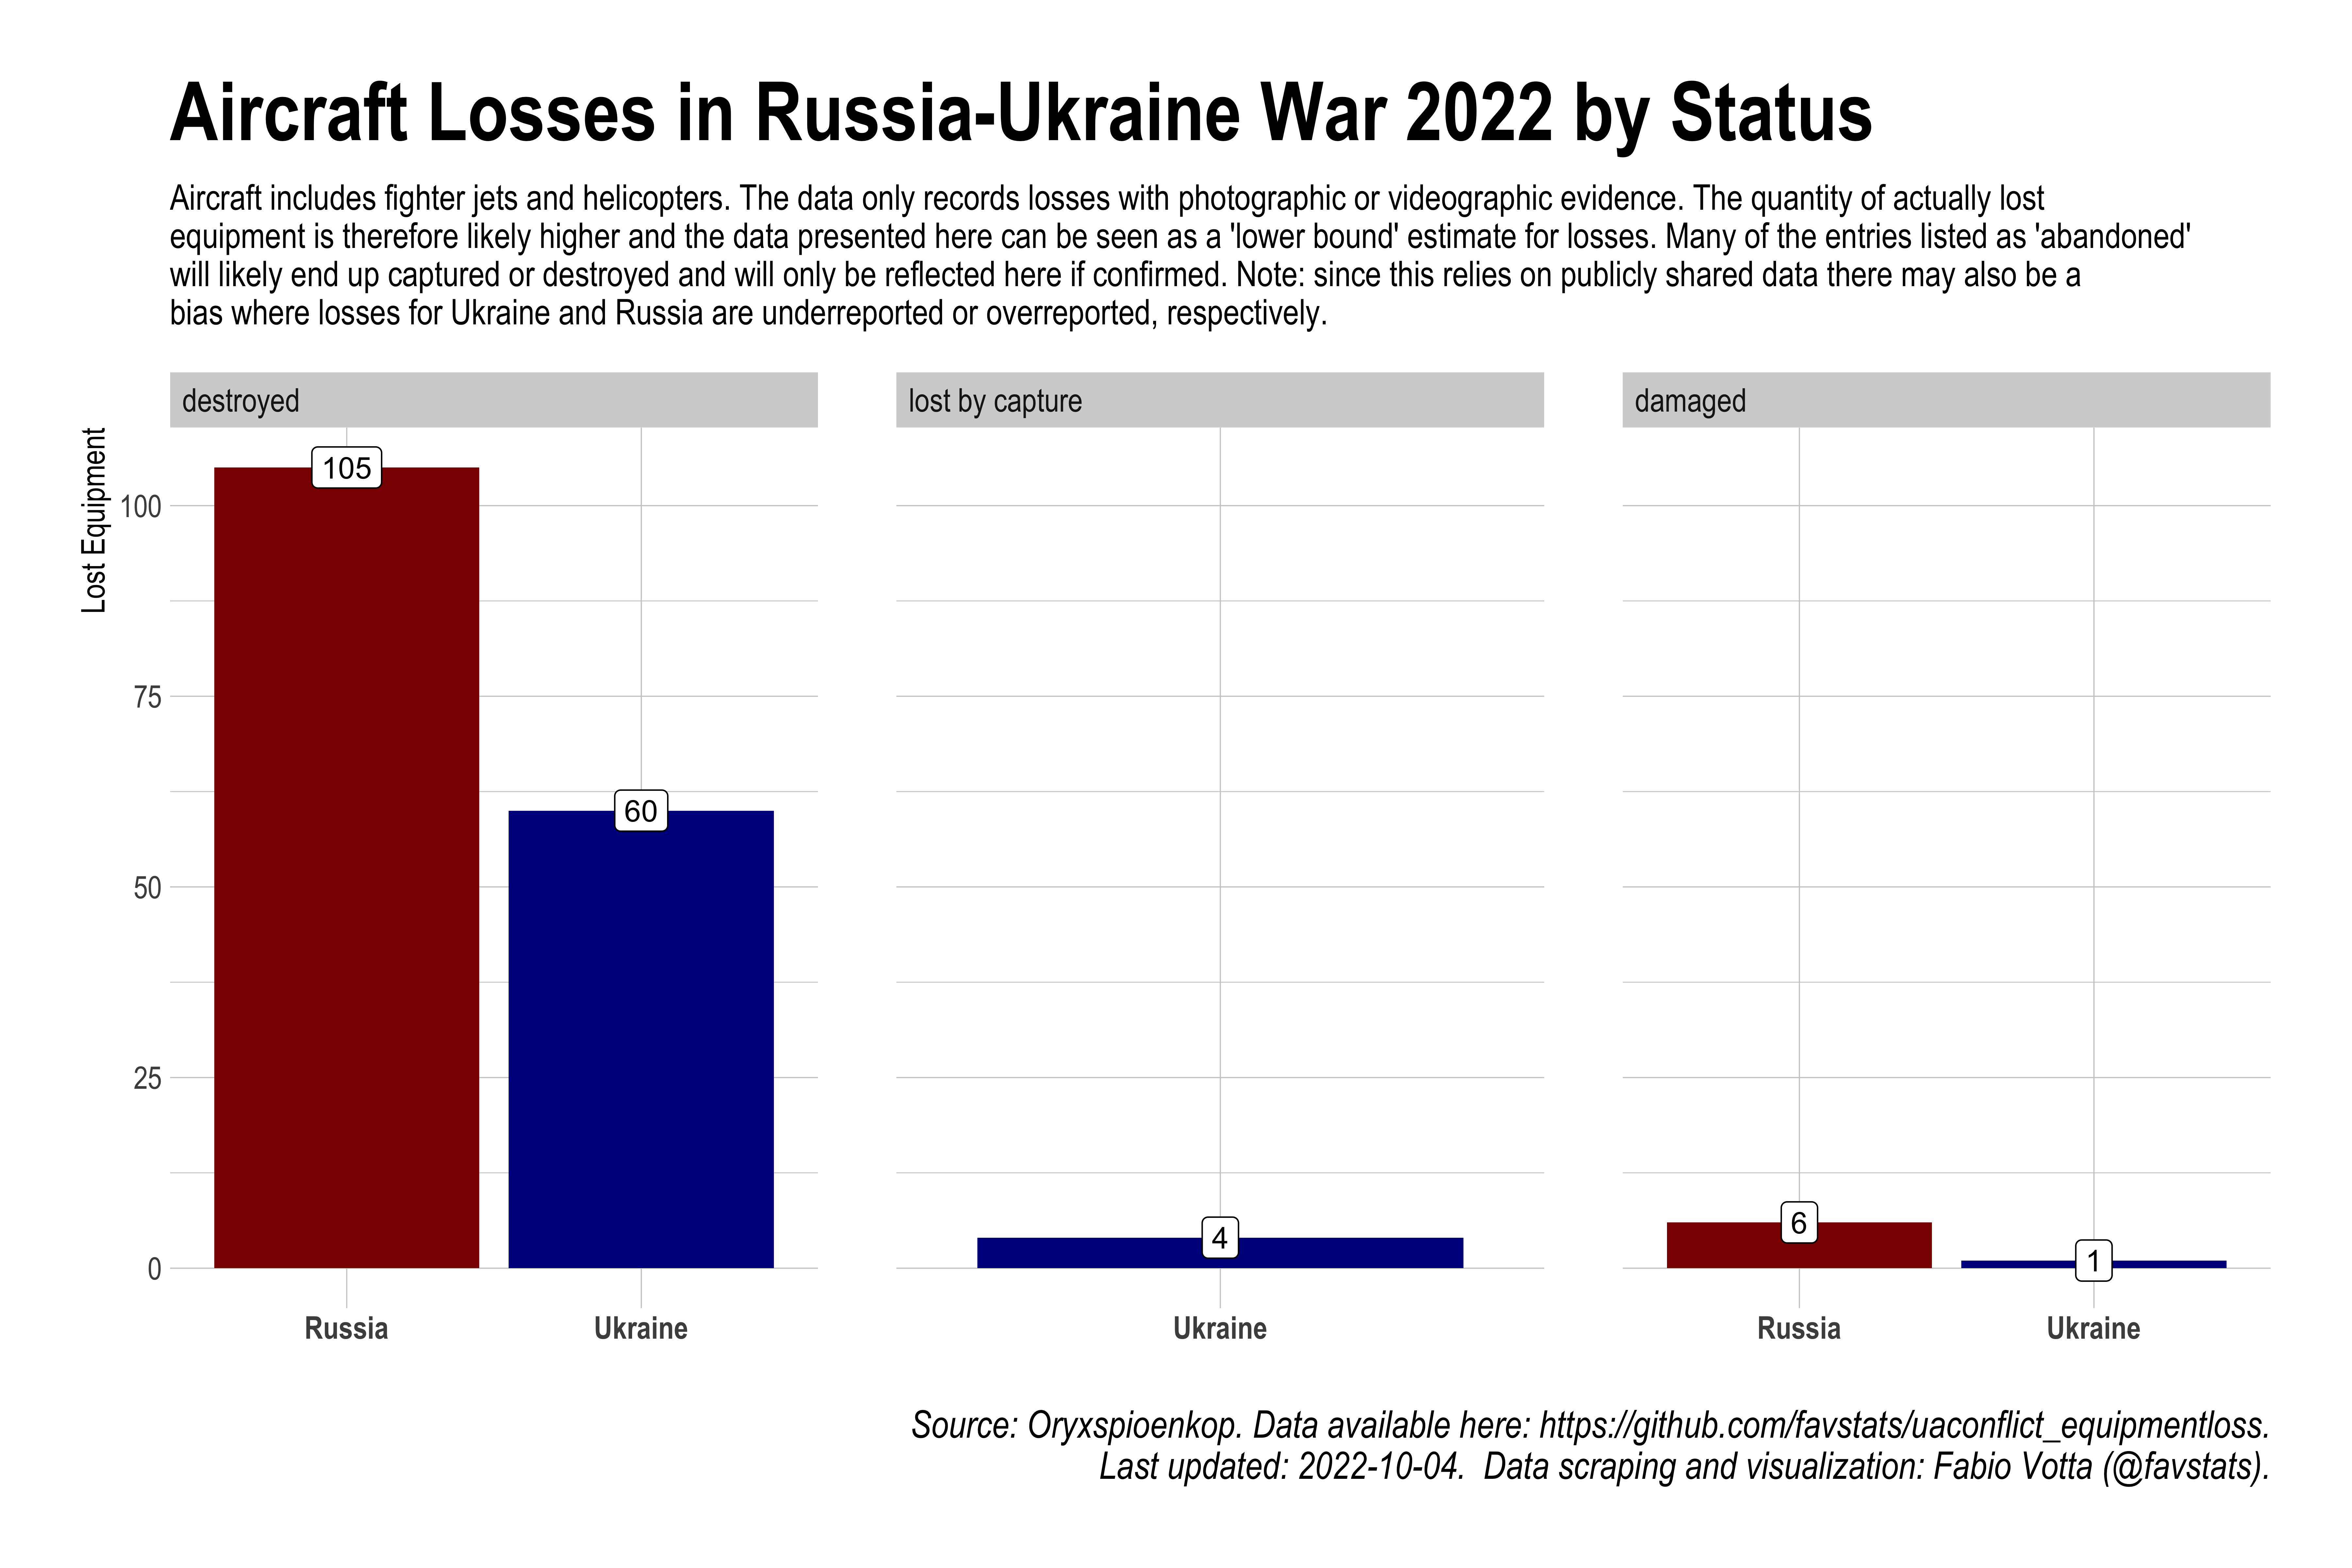 Aircraft Losses in Russia-Ukraine War 2022 by Status
Aircraft includes fighter jets and helicopters. The data only records losses with photographic or videographic evidence. The quantity of actually lost
equipment is therefore likely higher and the data presented here can be seen as a 'lower bound' estimate for losses. Many of the entries listed as 'abandoned'
will likely end up captured or destroyed and will only be reflected here if confirmed. Note: since this relies on publicly shared data there may also be a
bias where losses for Ukraine and Russia are underreported or overreported, respectively.
destroyed
lost by capture
damaged
Lost Equipment
100
75
50
25
0
105
60
4
6
1
Russia
Ukraine
Ukraine
Russia
Ukraine
Source: Oryxspioenkop. Data available here: https://github.com/favstats/uaconflict_equipmentloss.
Last updated: 2022-10-04.  Data scraping and visualization: Fabio Votta (@favstats).